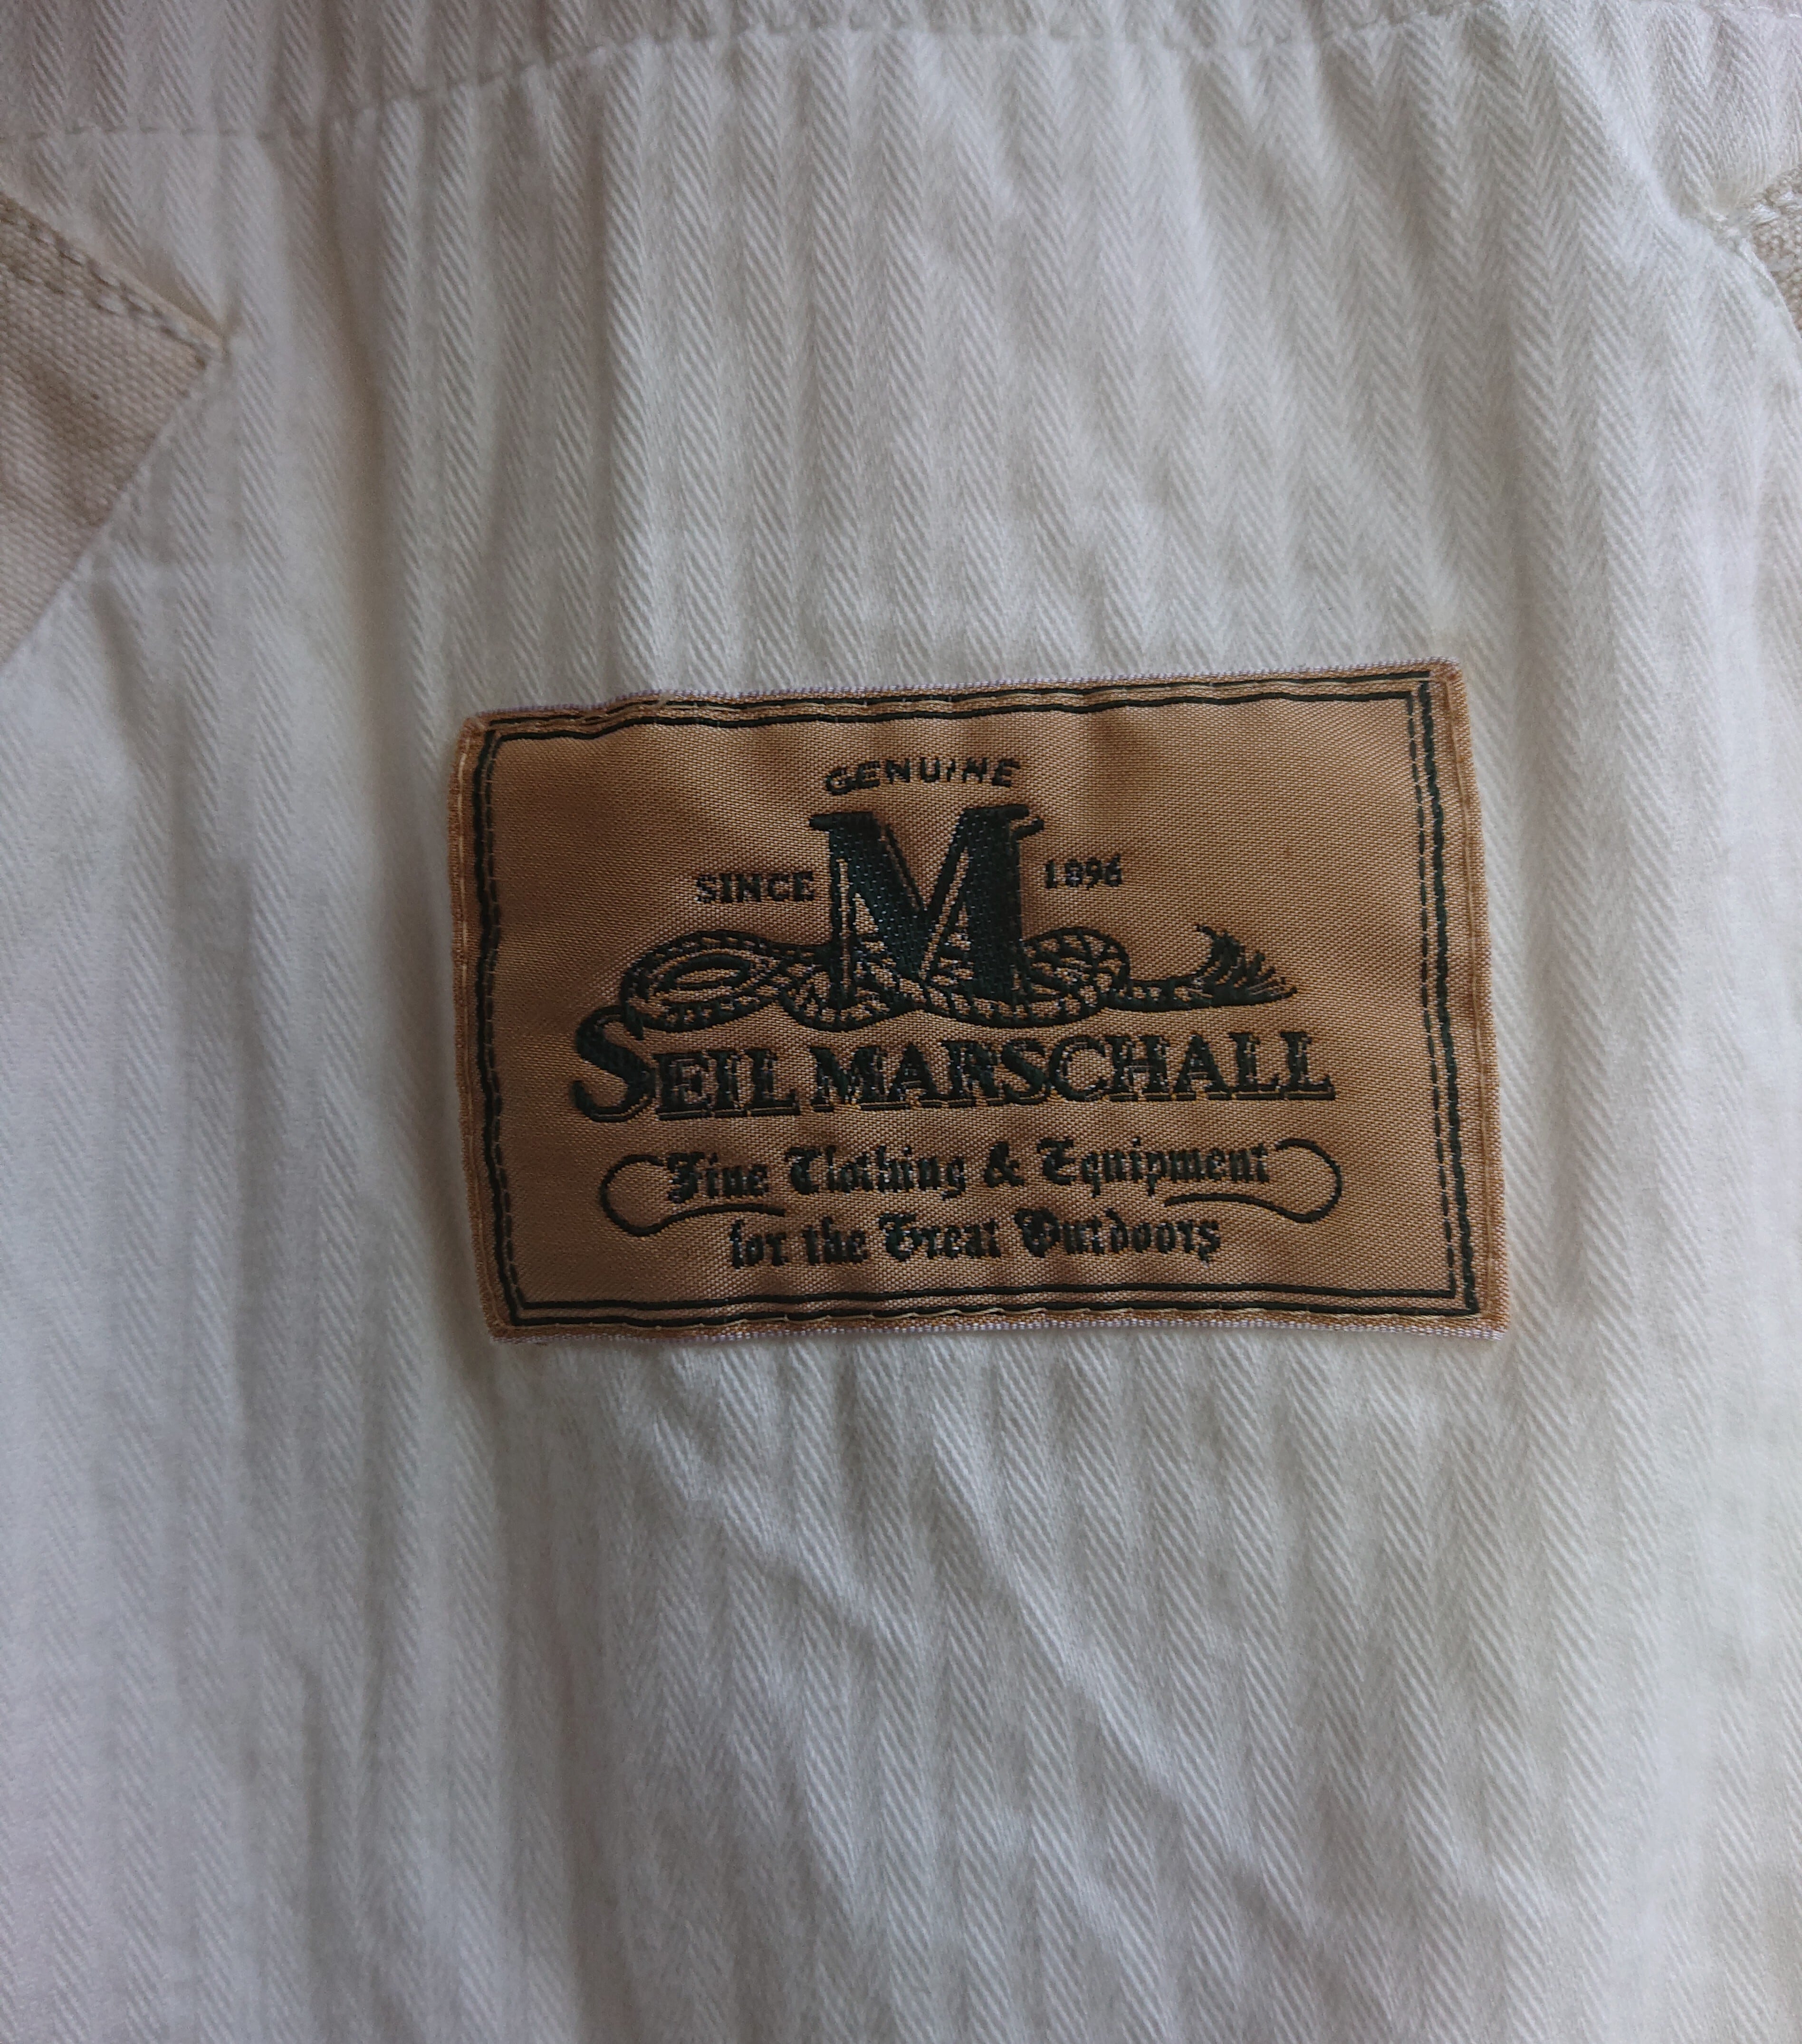 GENUINE
M
SINCE 1896
SEIL MARSCHALL
Fine Clothing & Equipment
for the Great Outdoors